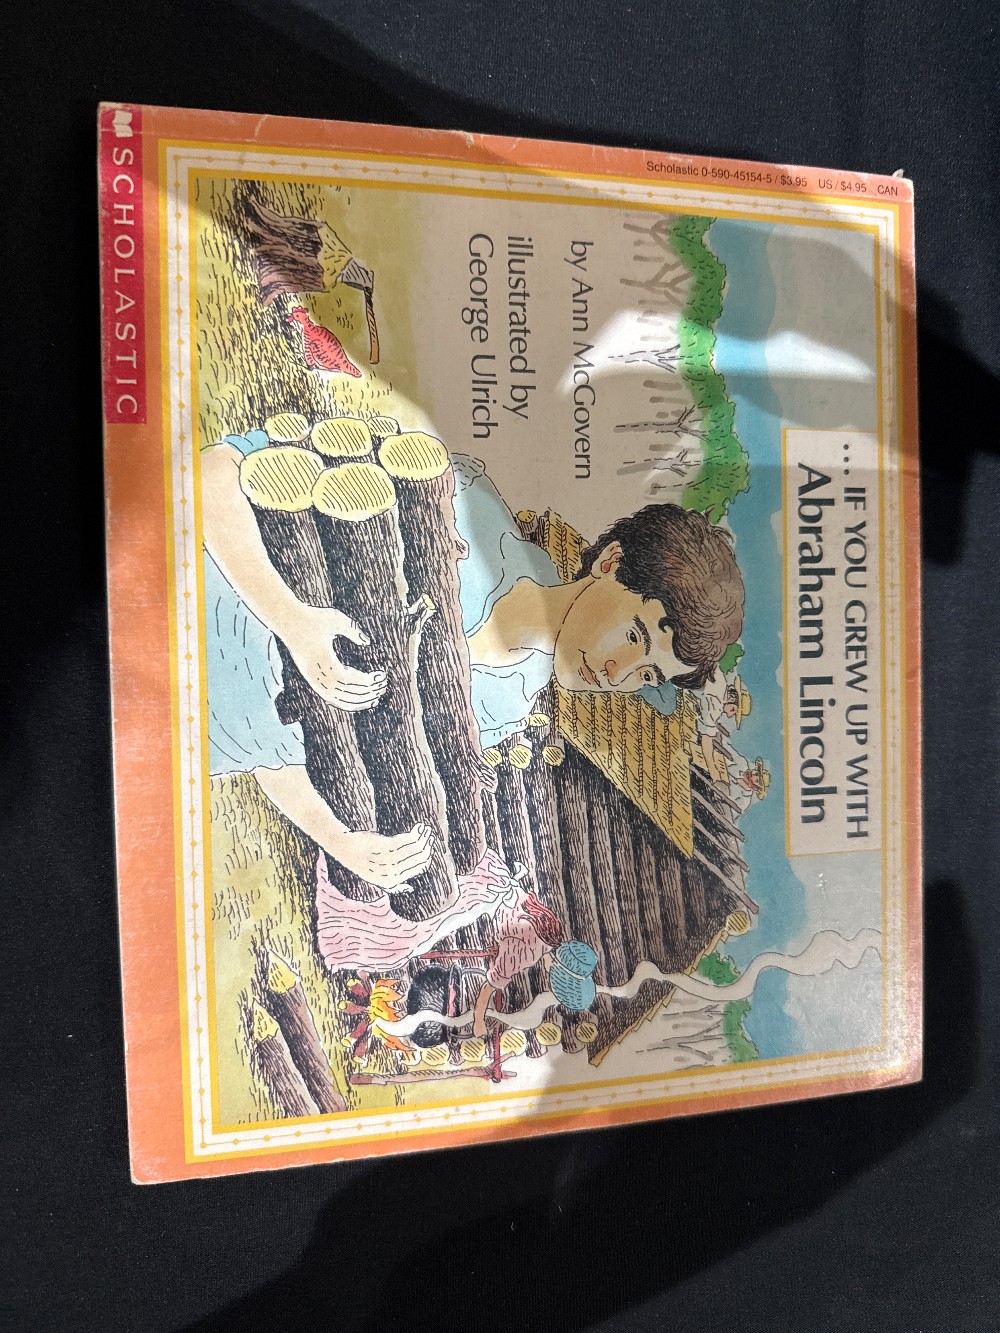 Scholastic 0-590-45154-5 / $3.95 US / $4.95 CAN
... IF YOU GREW UP WITH
Abraham Lincoln
by Ann McGovern
illustrated by
George Ulrich
SCHOLASTIC